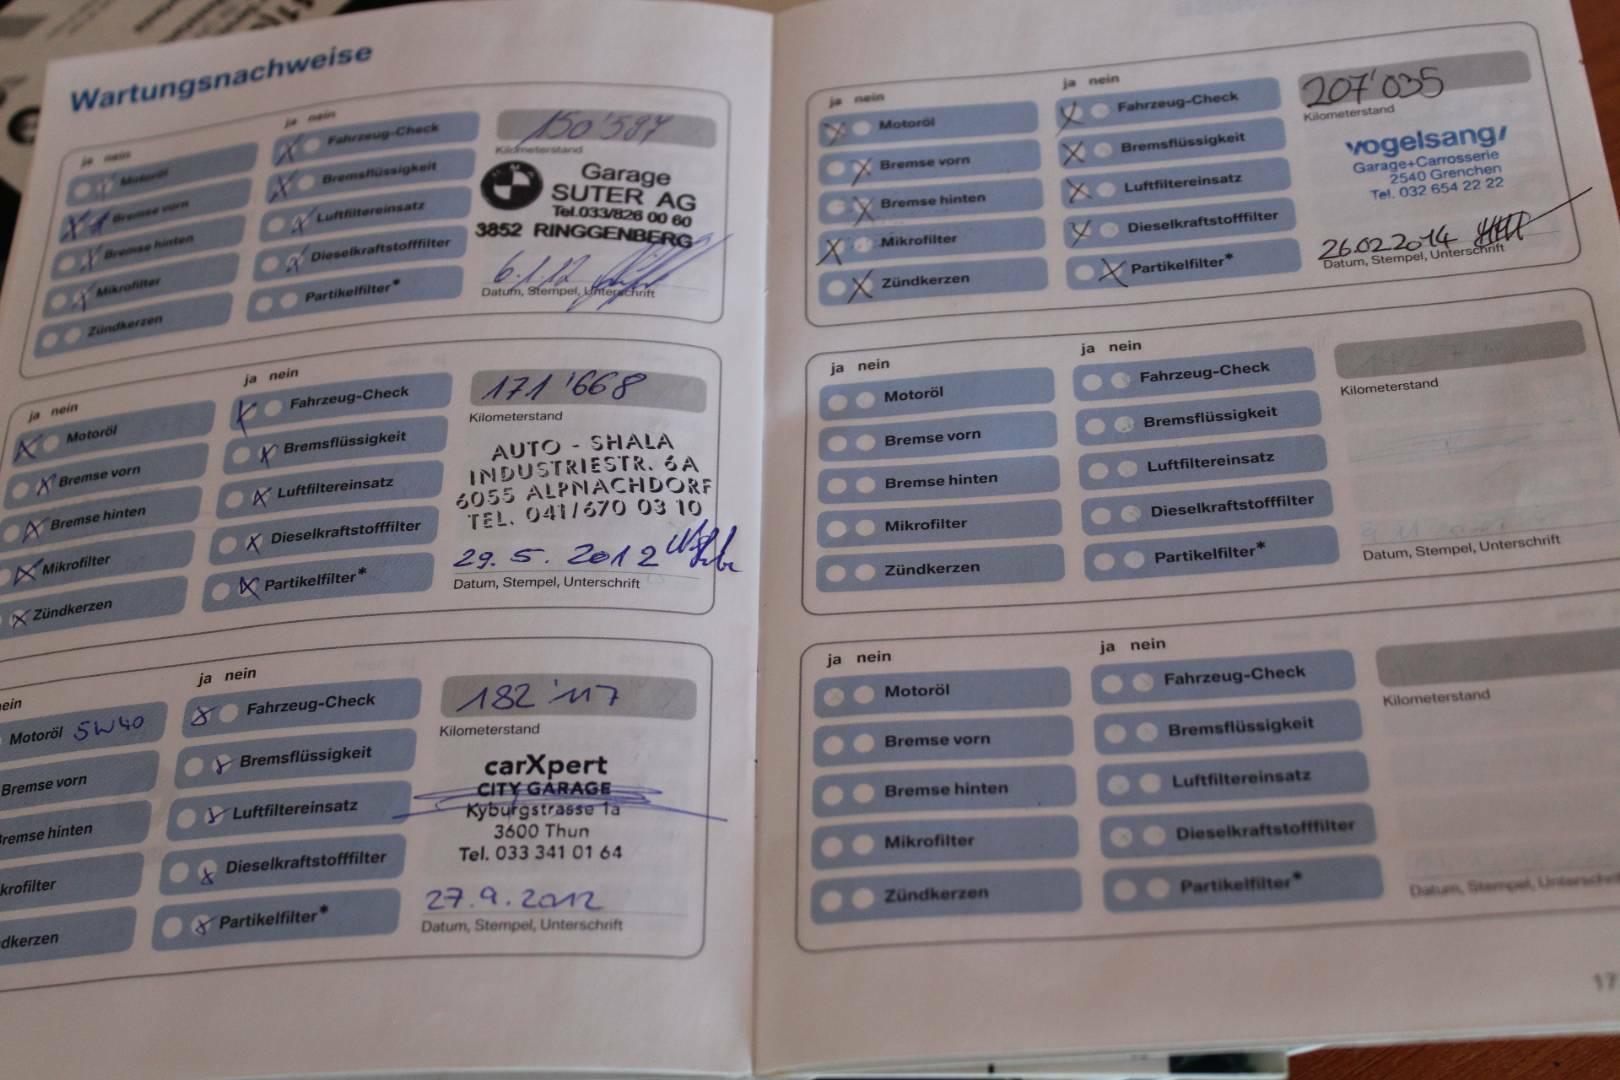 Wartungsnachweise
ja nein
Motoröl
Bremse vorn
Bremse hinten
Mikrofilter
Zündkerzen
ja nein
Fahrzeug-Check
Bremsflüssigkeit
Luftfiltereinsatz
Dieselkraftstofffilter
Partikelfilter*
150'597
Kilometerstand
Garage
SUTER AG
Tel.033/826 00 60
3852 RINGGENBERG
6.1.12
Datum, Stempel, Unterschrift
ja nein
Motoröl
Bremse vorn
Bremse hinten
Mikrofilter
Zündkerzen
ja nein
Fahrzeug-Check
Bremsflüssigkeit
Luftfiltereinsatz
Dieselkraftstofffilter
Partikelfilter*
171'668
Kilometerstand
AUTO - SHALA
INDUSTRIESTR. 6A
6055 ALPNACHDORF
TEL. 041/670 03 10
29.5.2012
Datum, Stempel, Unterschrift
ein
Motoröl 5W40
Bremse vorn
remse hinten
krofilter
dkerzen
ja nein
Fahrzeug-Check
Bremsflüssigkeit
Luftfiltereinsatz
Dieselkraftstofffilter
Partikelfilter*
182'117
Kilometerstand
carXpert
CITY GARAGE
Kyburgstrasse 1a
3600 Thun
Tel. 033 341 01 64
27.9.2012
Datum, Stempel, Unterschrift
ja nein
Motoröl
Bremse vorn
Bremse hinten
Mikrofilter
Zündkerzen
ja nein
Fahrzeug-Check
Bremsflüssigkeit
Luftfiltereinsatz
Dieselkraftstofffilter
Partikelfilter*
207'035
Kilometerstand
vogelsang/
Garage+Carrosserie
2540 Grenchen
Tel. 032 654 22 22
26.02.2014
Datum, Stempel, Unterschrift
ja nein
Motoröl
Bremse vorn
Bremse hinten
Mikrofilter
Zündkerzen
ja nein
Fahrzeug-Check
Bremsflüssigkeit
Luftfiltereinsatz
Dieselkraftstofffilter
Partikelfilter*
Kilometerstand
Datum, Stempel, Unterschrift
ja nein
Motoröl
Bremse vorn
Bremse hinten
Mikrofilter
Zündkerzen
ja nein
Fahrzeug-Check
Bremsflüssigkeit
Luftfiltereinsatz
Dieselkraftstofffilter
Partikelfilter*
Kilometerstand
Datum, Stempel, Unterschrift
17